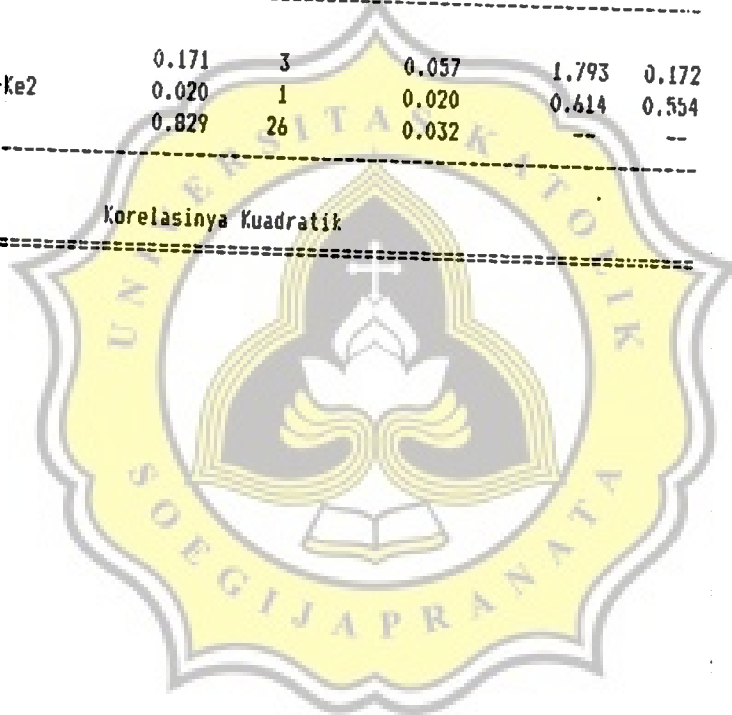 0.171 3 0.057 1.793 0.172
-Ke2 0.020 1 0.020 0.614 0.554
0.829 26 0.032 -- --
Korelasinya Kuadratik
UNIVERSITAS KATOLIK
SOEGIJAPRANATA